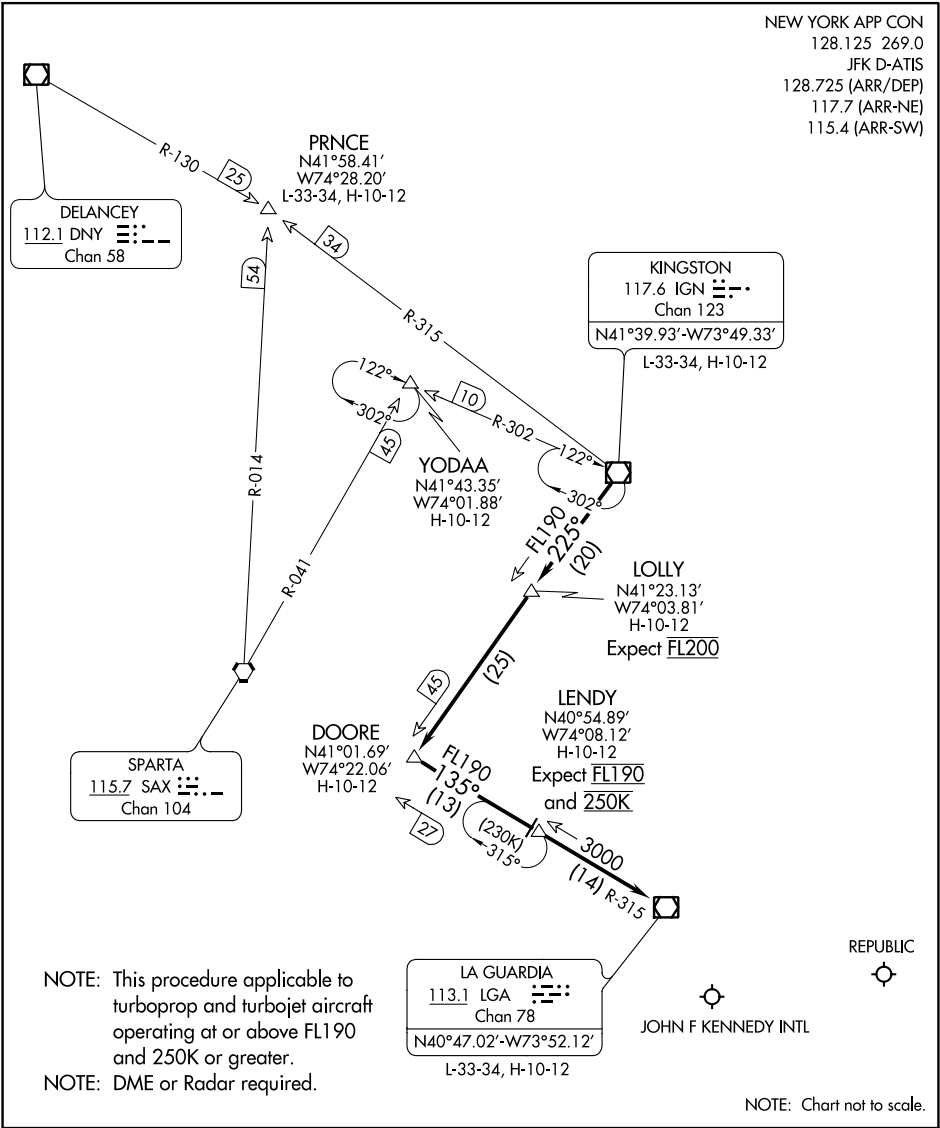 NEW YORK APP CON
128.125 269.0
JFK D-ATIS
128.725 (ARR/DEP)
117.7 (ARR-NE)
115.4 (ARR-SW)
R-130
25
PRNCE
N41°58.41'
W74°28.20'
L-33-34, H-10-12
DELANCEY
112.1 DNY
Chan 58
34
54
R-315
KINGSTON
117.6 IGN
Chan 123
N41°39.93'-W73°49.33'
L-33-34, H-10-12
122°
302°
10
R-302
45
YODAA
N41°43.35'
W74°01.88'
H-10-12
122°
302°
R-014
R-041
FL190
225°
(20)
LOLLY
N41°23.13'
W74°03.81'
H-10-12
Expect FL200
(25)
45
SPARTA
115.7 SAX
Chan 104
DOORE
N41°01.69'
W74°22.06'
H-10-12
LENDY
N40°54.89'
W74°08.12'
H-10-12
Expect FL190
and 250K
FL190
135°
(13)
27
(230K)
315°
3000
(14) R-315
LA GUARDIA
113.1 LGA
Chan 78
N40°47.02'-W73°52.12'
L-33-34, H-10-12
REPUBLIC
JOHN F KENNEDY INTL
NOTE: This procedure applicable to
turboprop and turbojet aircraft
operating at or above FL190
and 250K or greater.
NOTE: DME or Radar required.
NOTE: Chart not to scale.